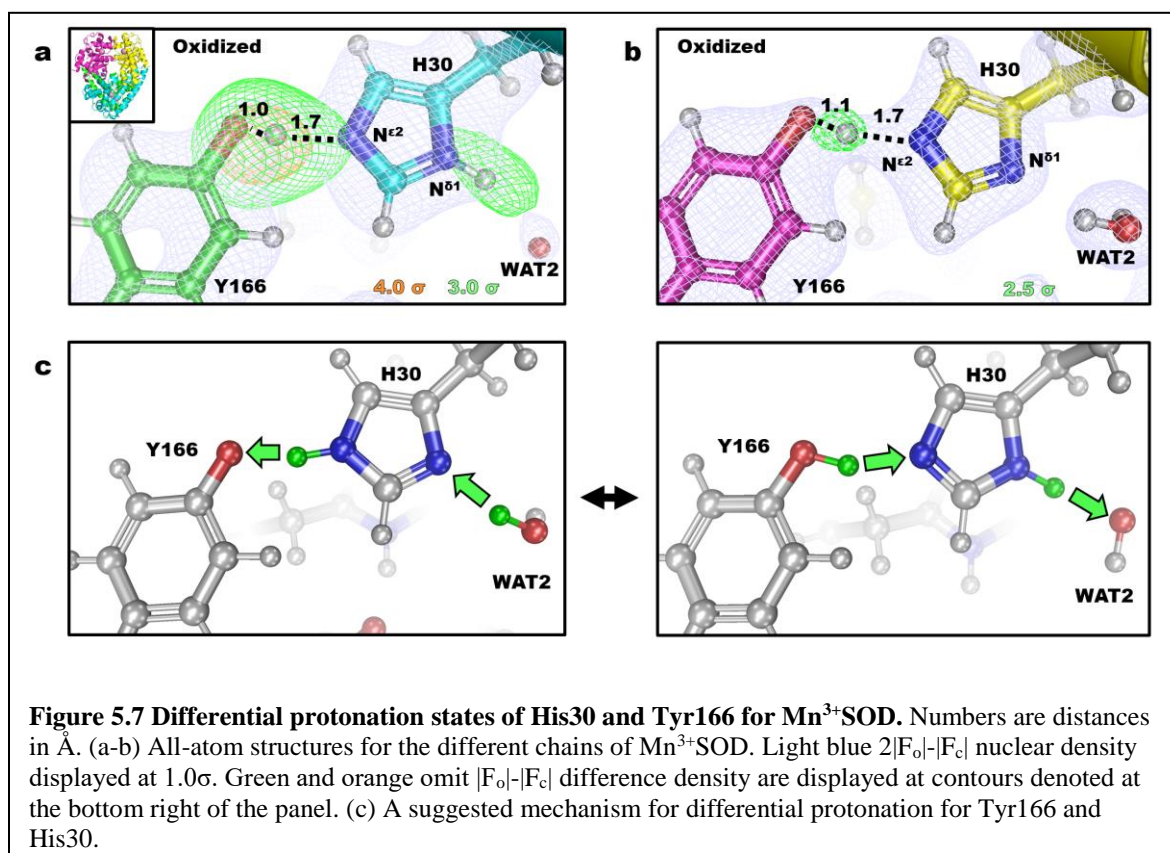 a
Oxidized
H30
1.0
1.7
Nε2
Nδ1
Y166
WAT2
4.0 σ 3.0 σ
b
Oxidized
H30
1.1
1.7
Nε2
Nδ1
Y166
WAT2
2.5 σ
c
H30
Y166
WAT2
H30
Y166
WAT2
Figure 5.7 Differential protonation states of His30 and Tyr166 for Mn³⁺SOD. Numbers are distances
in Å. (a-b) All-atom structures for the different chains of Mn³⁺SOD. Light blue 2|Fₒ|-|F꜀| nuclear density
displayed at 1.0σ. Green and orange omit |Fₒ|-|F꜀| difference density are displayed at contours denoted at
the bottom right of the panel. (c) A suggested mechanism for differential protonation for Tyr166 and
His30.